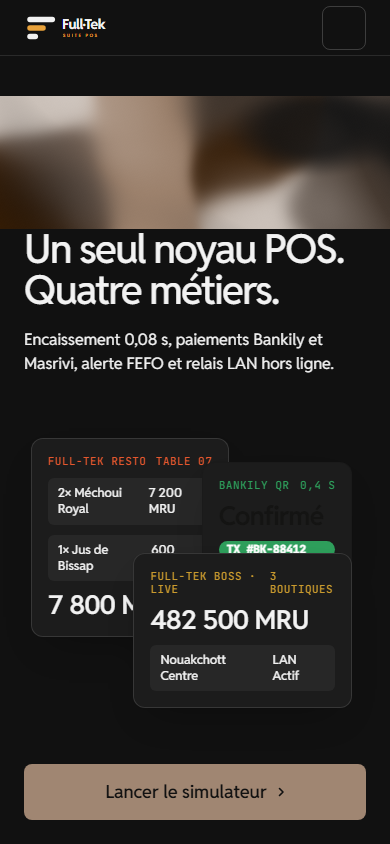 Full-Tek
SUITE POS
Un seul noyau POS.
Quatre métiers.
Encaissement 0,08 s, paiements Bankily et
Masrivi, alerte FEFO et relais LAN hors ligne.
FULL-TEK RESTO TABLE 07
2× Méchoui
Royal
7 200
MRU
1× Jus de
Bissap
600
7 800 M
BANKILY QR 0,4 S
Confirmé
TX #BK-88412
FULL-TEK BOSS ·
LIVE
3
BOUTIQUES
482 500 MRU
Nouakchott
Centre
LAN
Actif
Lancer le simulateur ›